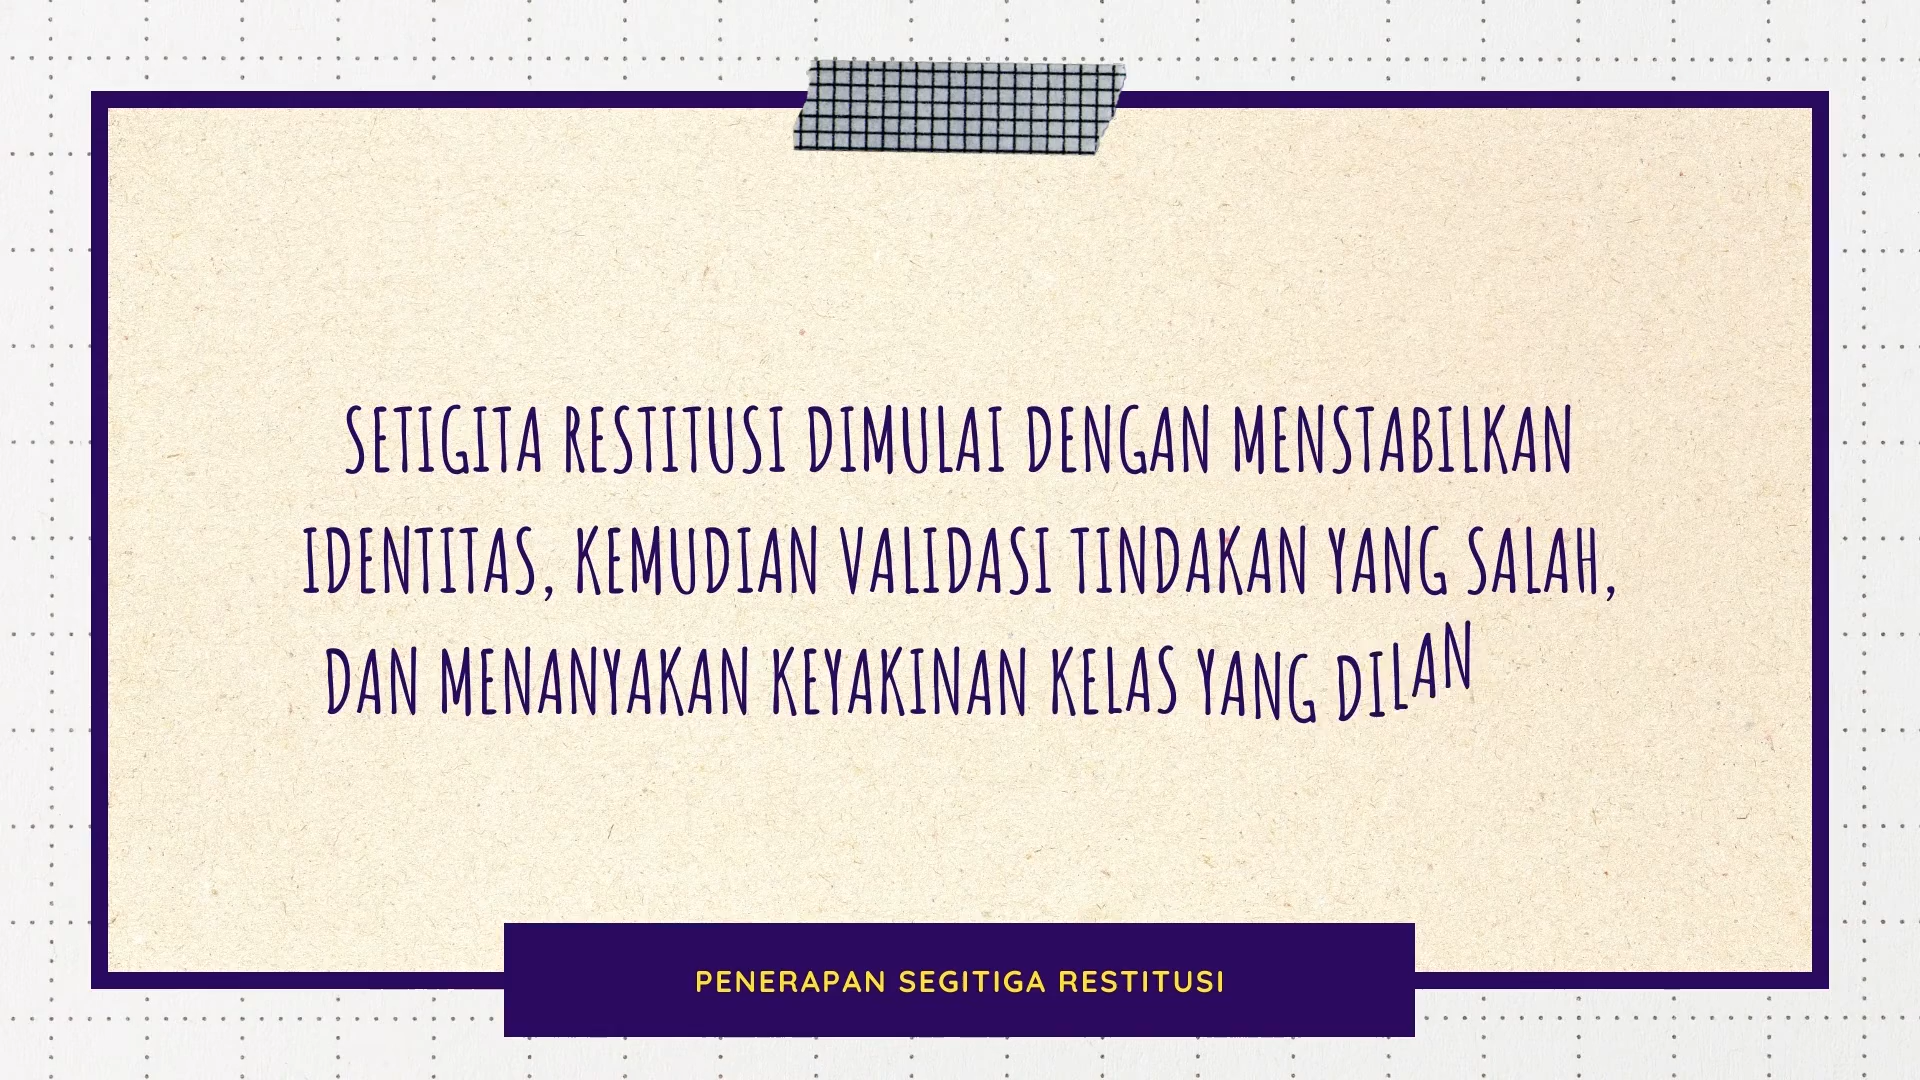 SETIGITA RESTITUSI DIMULAI DENGAN MENSTABILKAN
IDENTITAS, KEMUDIAN VALIDASI TINDAKAN YANG SALAH,
DAN MENANYAKAN KEYAKINAN KELAS YANG DILAN
PENERAPAN SEGITIGA RESTITUSI